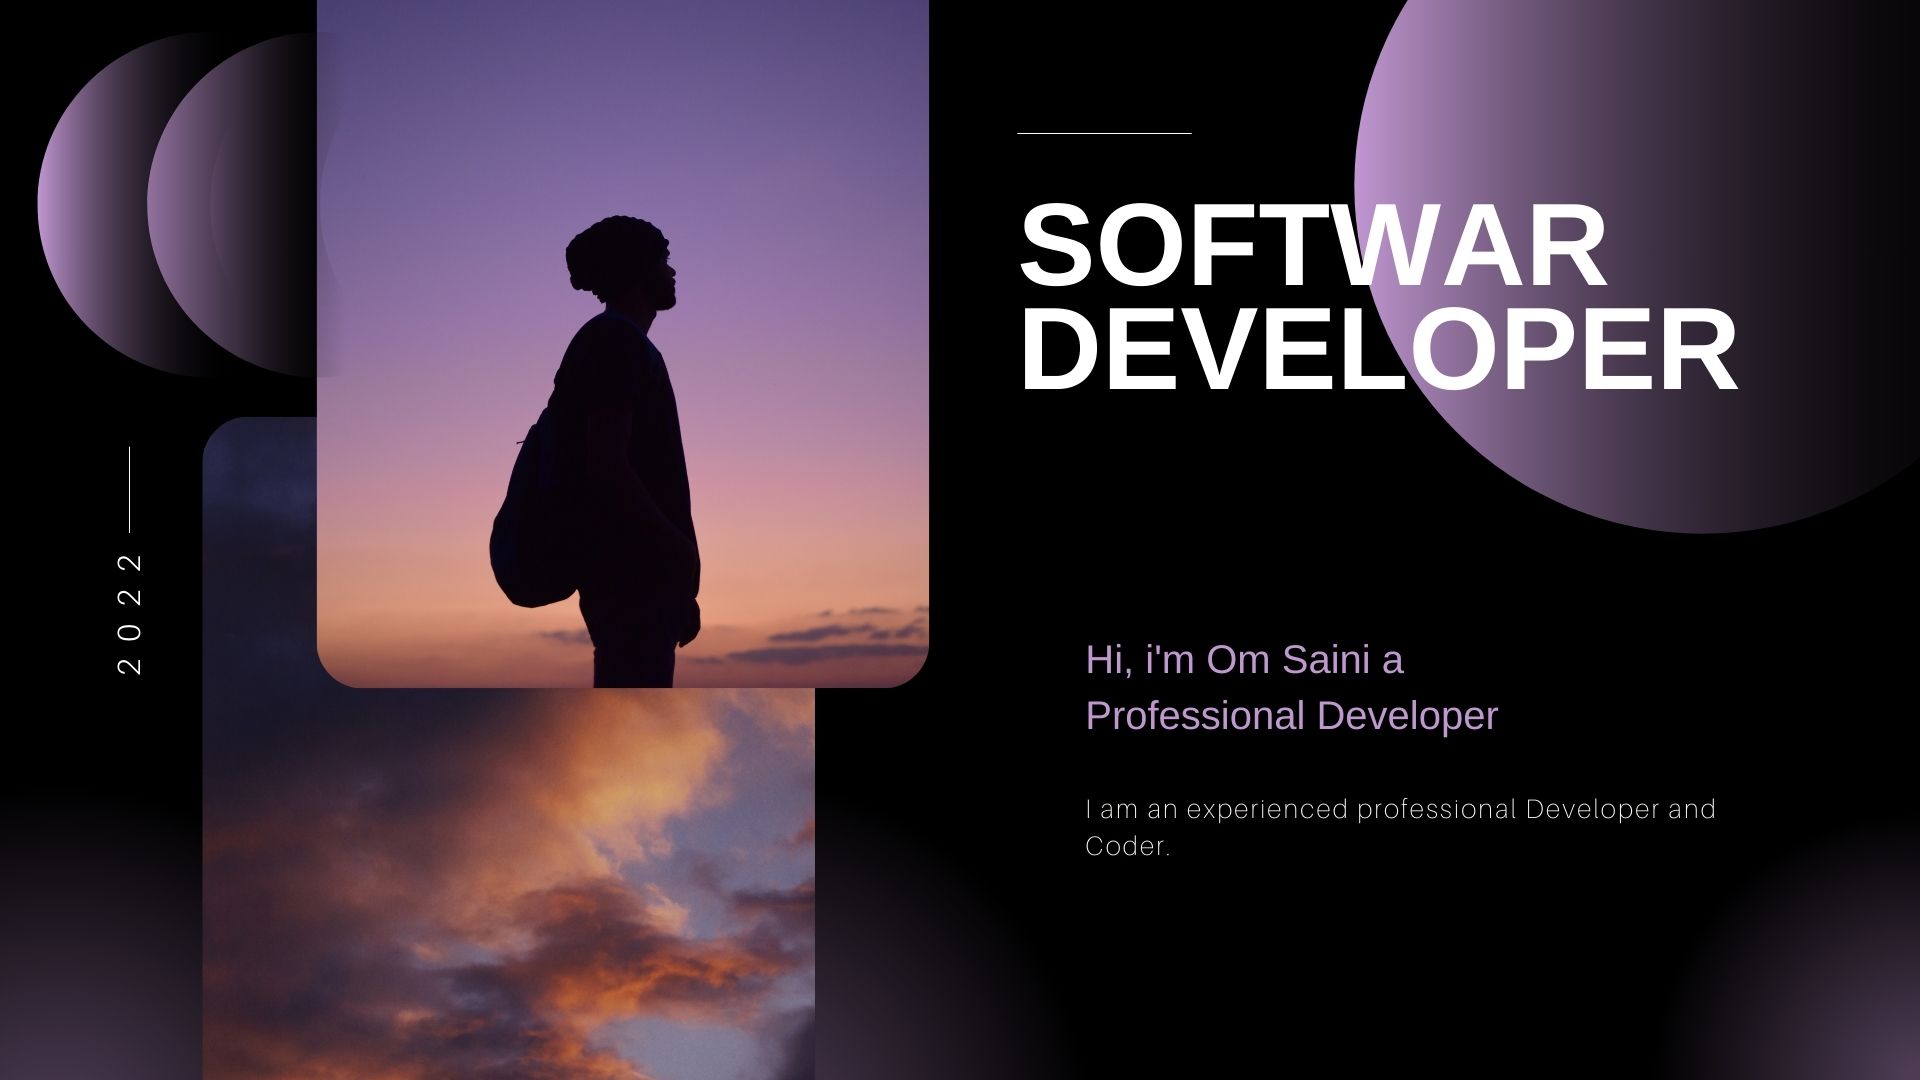 2022
SOFTWAR
DEVELOPER
Hi, i'm Om Saini a
Professional Developer
I am an experienced professional Developer and
Coder.